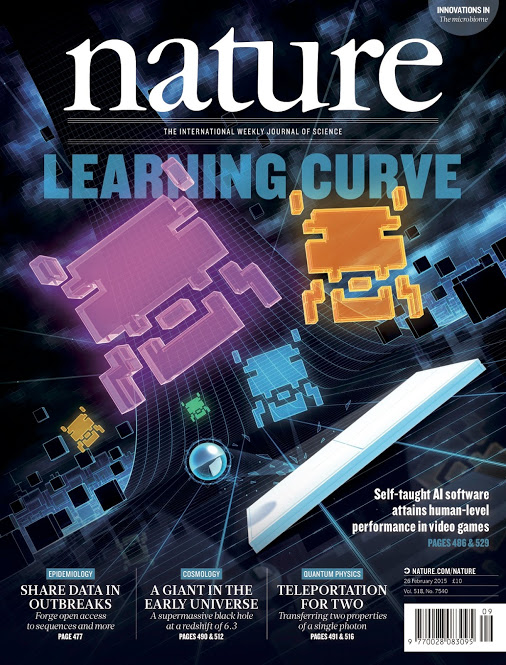 INNOVATIONS IN
The microbiome
nature
THE INTERNATIONAL WEEKLY JOURNAL OF SCIENCE
LEARNING CURVE
Self-taught AI software
attains human-level
performance in video games
PAGES 486 & 529
EPIDEMIOLOGY
SHARE DATA IN
OUTBREAKS
Forge open access
to sequences and more
PAGE 477
COSMOLOGY
A GIANT IN THE
EARLY UNIVERSE
A supermassive black hole
at a redshift of 6.3
PAGES 490 & 512
QUANTUM PHYSICS
TELEPORTATION
FOR TWO
Transferring two properties
of a single photon
PAGES 491 & 516
NATURE.COM/NATURE
26 February 2015 £10
Vol. 518, No. 7540
09
9 770028 083095